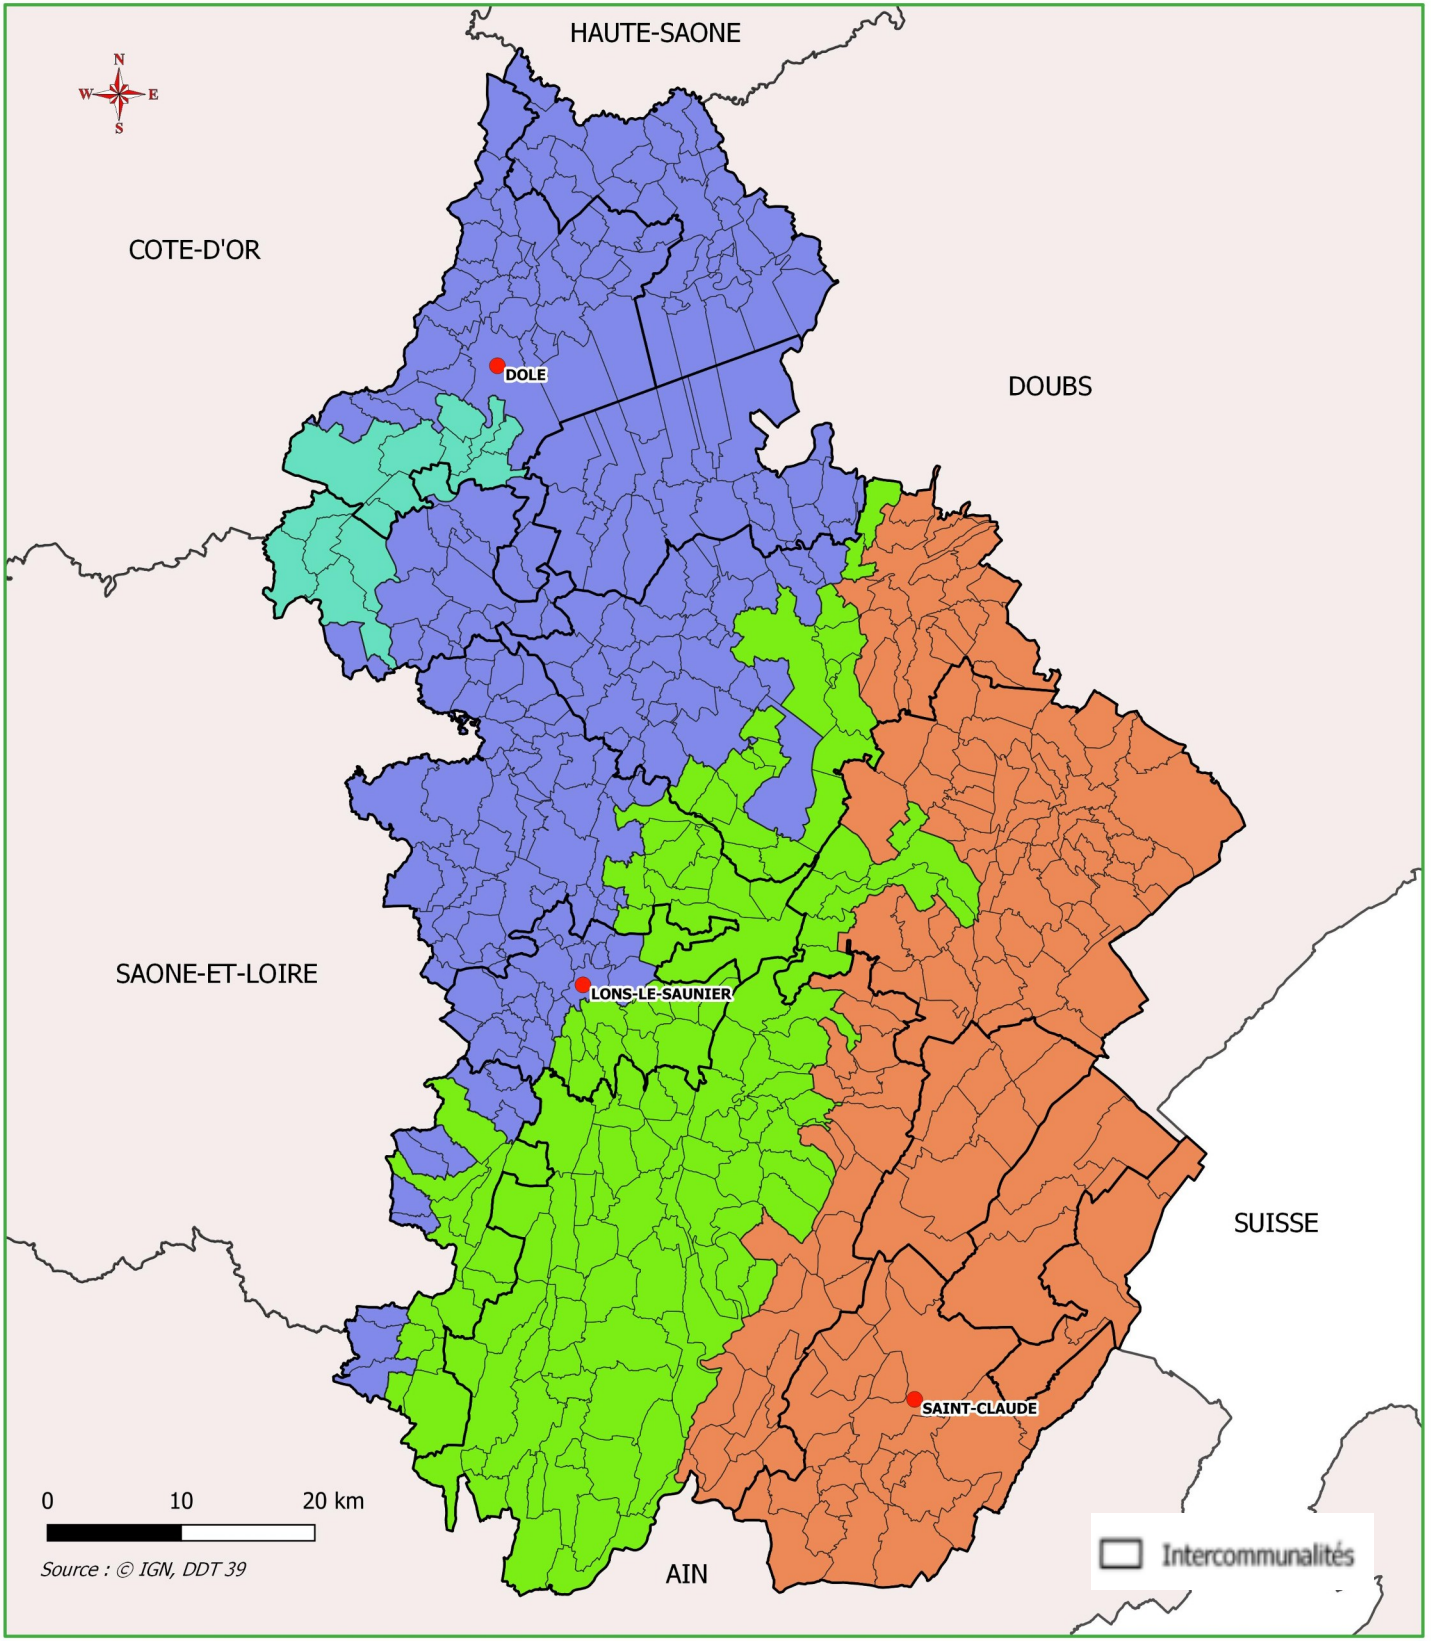 HAUTE-SAONE
N
W E
S
COTE-D'OR
DOLE
DOUBS
SAONE-ET-LOIRE
LONS-LE-SAUNIER
SUISSE
SAINT-CLAUDE
0 10 20 km
Source : © IGN, DDT 39
AIN
Intercommunalités